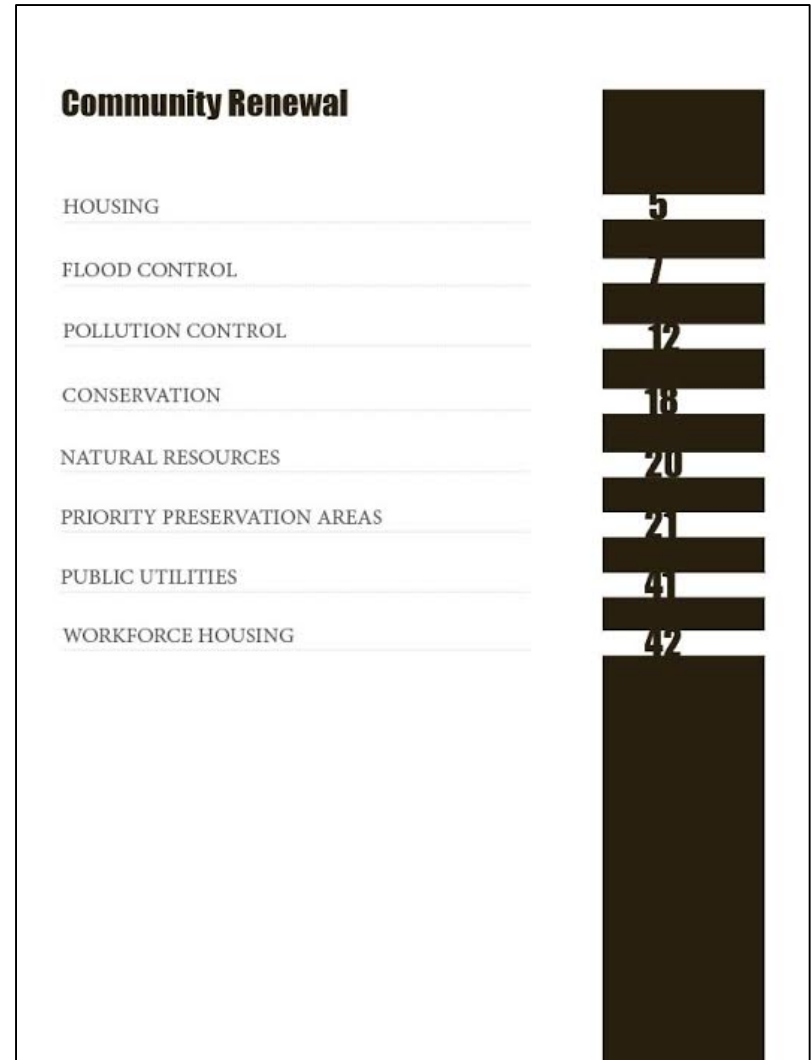 Community Renewal
HOUSING 5
FLOOD CONTROL 7
POLLUTION CONTROL 12
CONSERVATION 18
NATURAL RESOURCES 20
PRIORITY PRESERVATION AREAS 21
PUBLIC UTILITIES 41
WORKFORCE HOUSING 42